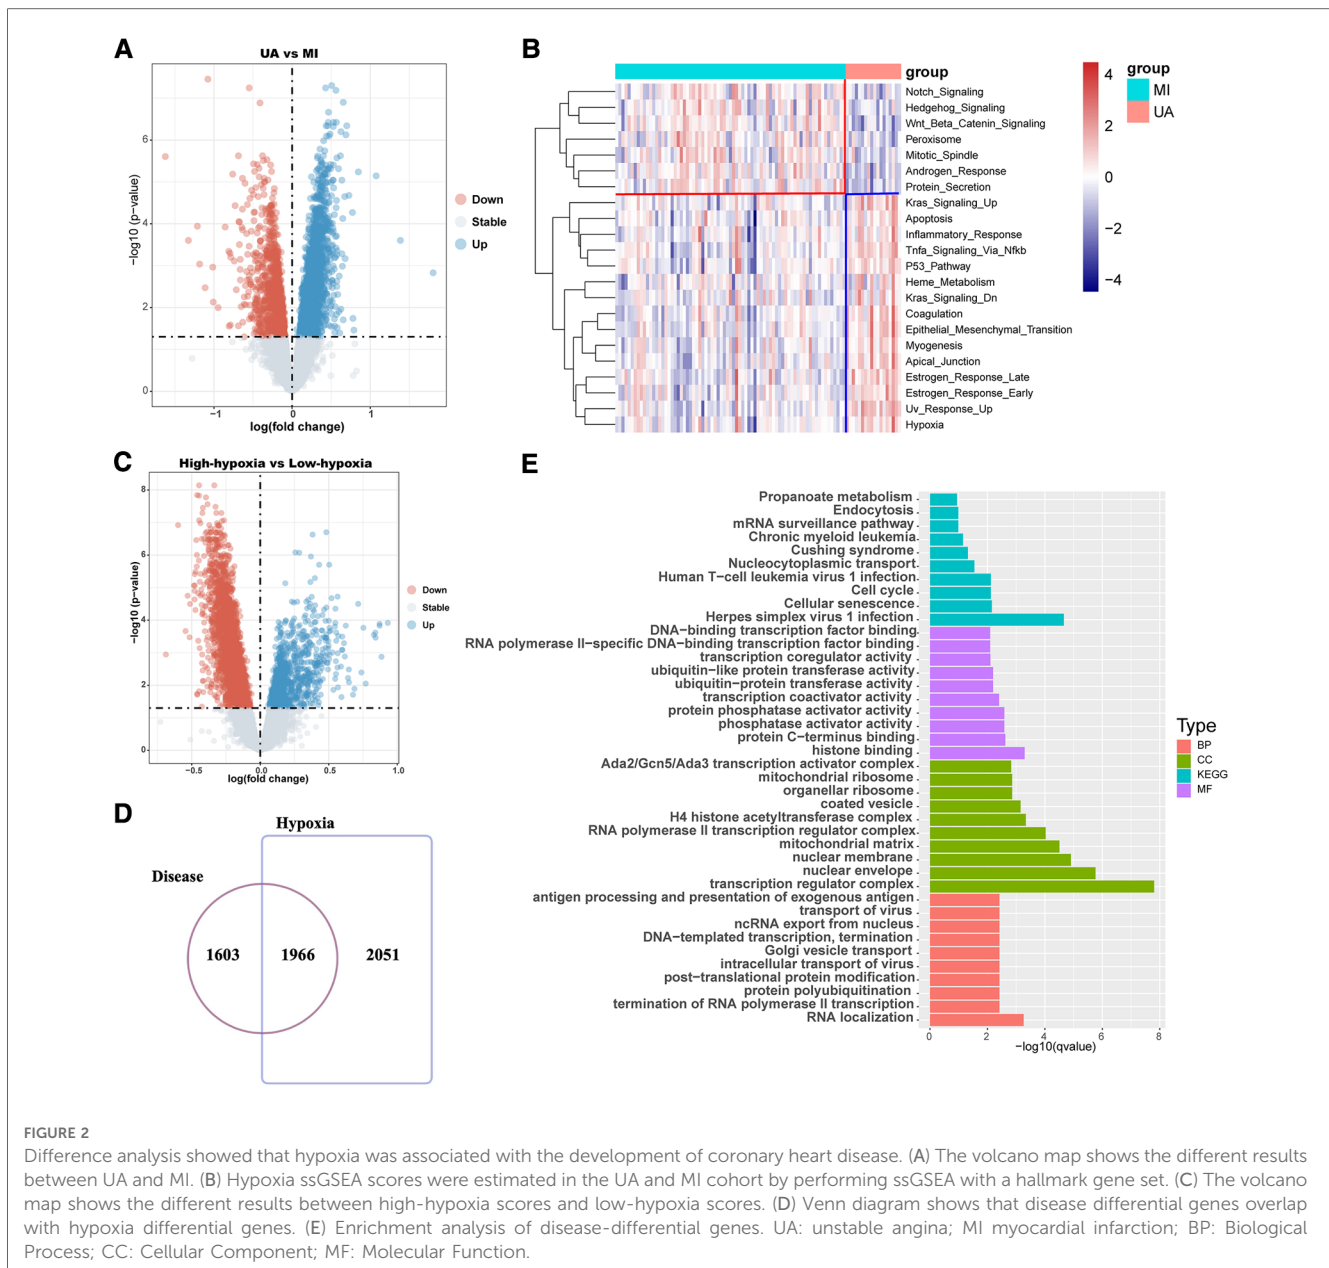 A
UA vs MI
−log10 (p−value)
6
4
2
0
−1
0
1
log(fold change)
Down
Stable
Up
B
group
Notch_Signaling
Hedgehog_Signaling
Wnt_Beta_Catenin_Signaling
Peroxisome
Mitotic_Spindle
Androgen_Response
Protein_Secretion
Kras_Signaling_Up
Apoptosis
Inflammatory_Response
Tnfa_Signaling_Via_Nfkb
P53_Pathway
Heme_Metabolism
Kras_Signaling_Dn
Coagulation
Epithelial_Mesenchymal_Transition
Myogenesis
Apical_Junction
Estrogen_Response_Late
Estrogen_Response_Early
Uv_Response_Up
Hypoxia
4
2
0
−2
−4
group
MI
UA
C
High-hypoxia vs Low-hypoxia
−log10 (p−value)
8
6
4
2
0
−0.5
0.0
0.5
1.0
log(fold change)
Down
Stable
Up
D
Hypoxia
Disease
1603
1966
2051
E
Propanoate metabolism
Endocytosis
mRNA surveillance pathway
Chronic myeloid leukemia
Cushing syndrome
Nucleocytoplasmic transport
Human T−cell leukemia virus 1 infection
Cell cycle
Cellular senescence
Herpes simplex virus 1 infection
DNA−binding transcription factor binding
RNA polymerase II−specific DNA−binding transcription factor binding
transcription coregulator activity
ubiquitin−like protein transferase activity
ubiquitin−protein transferase activity
transcription coactivator activity
protein phosphatase activator activity
phosphatase activator activity
protein C−terminus binding
histone binding
Ada2/Gcn5/Ada3 transcription activator complex
mitochondrial ribosome
organellar ribosome
coated vesicle
H4 histone acetyltransferase complex
RNA polymerase II transcription regulator complex
mitochondrial matrix
nuclear membrane
nuclear envelope
transcription regulator complex
antigen processing and presentation of exogenous antigen
transport of virus
ncRNA export from nucleus
DNA−templated transcription, termination
Golgi vesicle transport
intracellular transport of virus
post−translational protein modification
protein polyubiquitination
termination of RNA polymerase II transcription
RNA localization
0
2
4
6
8
−log10(qvalue)
Type
BP
CC
KEGG
MF
FIGURE 2
Difference analysis showed that hypoxia was associated with the development of coronary heart disease. (A) The volcano map shows the different results
between UA and MI. (B) Hypoxia ssGSEA scores were estimated in the UA and MI cohort by performing ssGSEA with a hallmark gene set. (C) The volcano
map shows the different results between high-hypoxia scores and low-hypoxia scores. (D) Venn diagram shows that disease differential genes overlap
with hypoxia differential genes. (E) Enrichment analysis of disease-differential genes. UA: unstable angina; MI myocardial infarction; BP: Biological
Process; CC: Cellular Component; MF: Molecular Function.